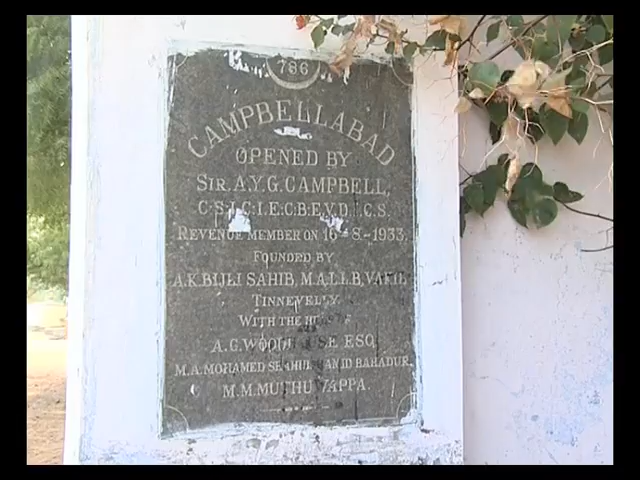 786
CAMPBELLABAD
OPENED BY
SIR. A.Y.G. CAMPBELL,
C.S.I.C.I.E.C.B.E.V.D.I.C.S.
REVENUE MEMBER ON 16-8-1933
FOUNDED BY
A.K. BIJLI SAHIB, M.A.L.L.B, VAKIL
TINNEVELLY.
WITH THE
A.G. ESQ
M.A. MOHAMED BAHADUR.
M.M. MUTHU